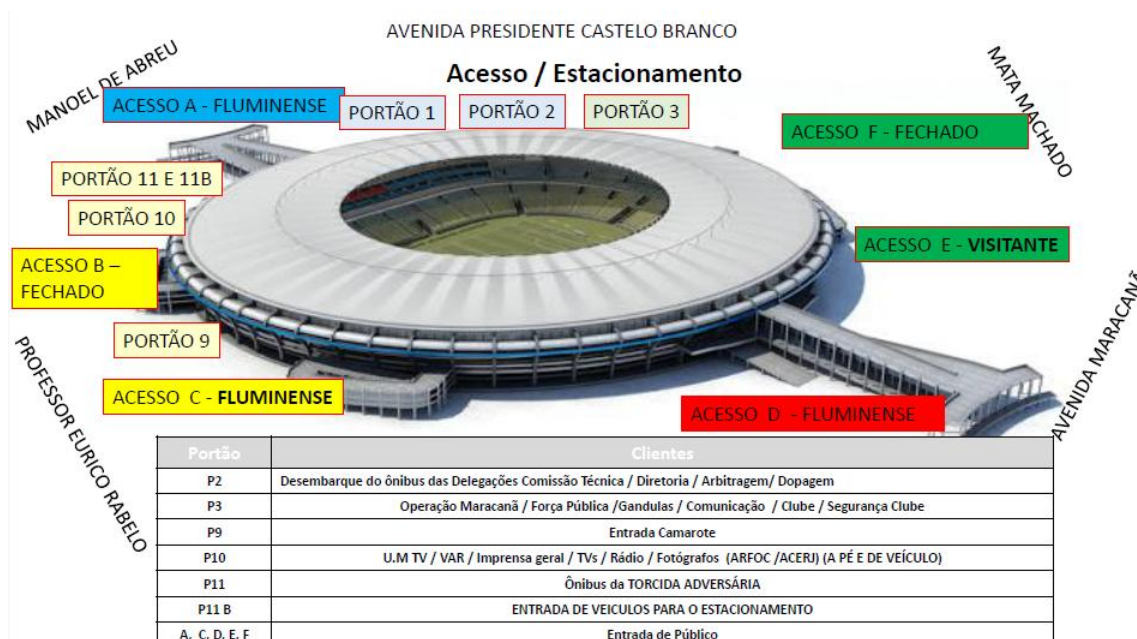 AVENIDA PRESIDENTE CASTELO BRANCO
MANOEL DE ABREU
Acesso / Estacionamento
MATA MACHADO
ACESSO A - FLUMINENSE
PORTÃO 1
PORTÃO 2
PORTÃO 3
ACESSO F - FECHADO
PORTÃO 11 E 11B
PORTÃO 10
ACESSO E - VISITANTE
ACESSO B –
FECHADO
PORTÃO 9
PROFESSOR EURICO RABELO
AVENIDA MARACANÃ
ACESSO C - FLUMINENSE
ACESSO D - FLUMINENSE
Portão Clientes
P2 Desembarque do ônibus das Delegações Comissão Técnica / Diretoria / Arbitragem/ Dopagem
P3 Operação Maracanã / Força Pública /Gandulas / Comunicação / Clube / Segurança Clube
P9 Entrada Camarote
P10 U.M TV / VAR / Imprensa geral / TVs / Rádio / Fotógrafos (ARFOC /ACERJ) (A PÉ E DE VEÍCULO)
P11 Ônibus da TORCIDA ADVERSÁRIA
P11 B ENTRADA DE VEICULOS PARA O ESTACIONAMENTO
A, C, D, E, F Entrada de Público